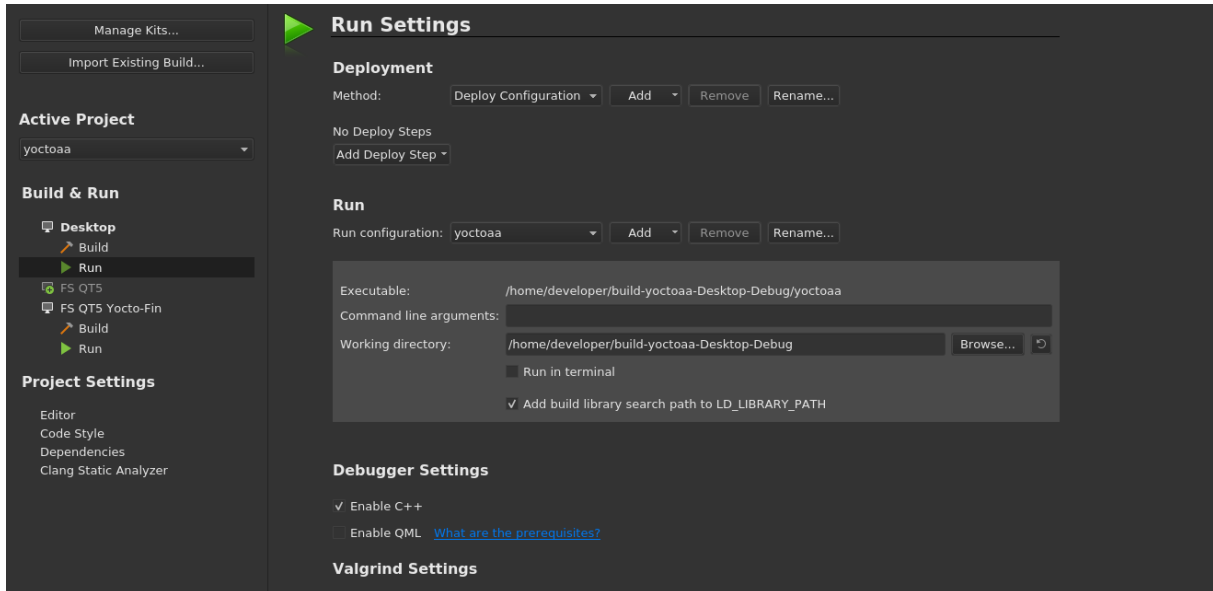 Manage Kits...
Import Existing Build...
Active Project
yoctoaa
Build & Run
Desktop
Build
Run
FS QT5
FS QT5 Yocto-Fin
Build
Run
Project Settings
Editor
Code Style
Dependencies
Clang Static Analyzer
Run Settings
Deployment
Method: Deploy Configuration Add Remove Rename...
No Deploy Steps
Add Deploy Step
Run
Run configuration: yoctoaa Add Remove Rename...
Executable: /home/developer/build-yoctoaa-Desktop-Debug/yoctoaa
Command line arguments:
Working directory: /home/developer/build-yoctoaa-Desktop-Debug Browse...
Run in terminal
Add build library search path to LD_LIBRARY_PATH
Debugger Settings
Enable C++
Enable QML What are the prerequisites?
Valgrind Settings